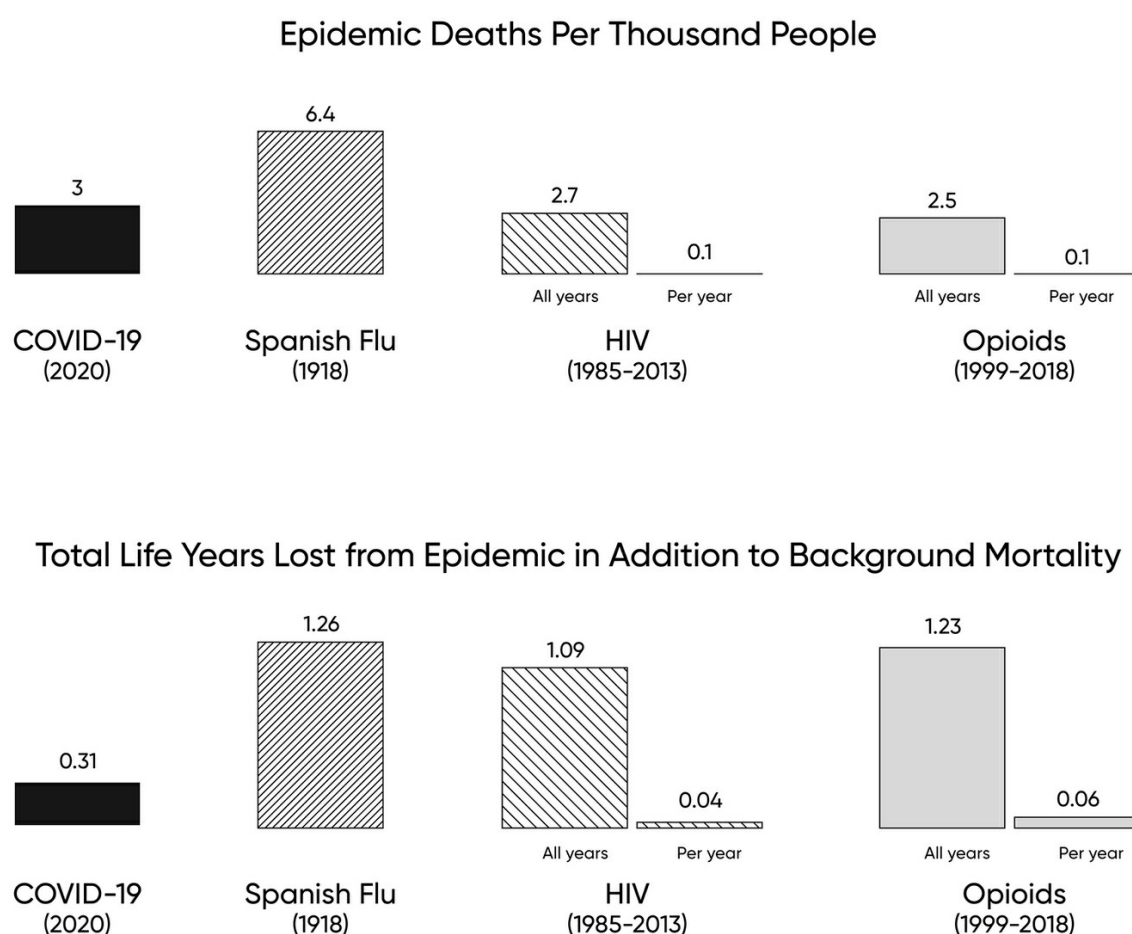 Epidemic Deaths Per Thousand People
6.4
3
2.7
2.5
0.1
0.1
All years
Per year
All years
Per year
COVID-19
(2020)
Spanish Flu
(1918)
HIV
(1985-2013)
Opioids
(1999-2018)
Total Life Years Lost from Epidemic in Addition to Background Mortality
1.26
1.23
1.09
0.31
0.04
0.06
All years
Per year
All years
Per year
COVID-19
(2020)
Spanish Flu
(1918)
HIV
(1985-2013)
Opioids
(1999-2018)